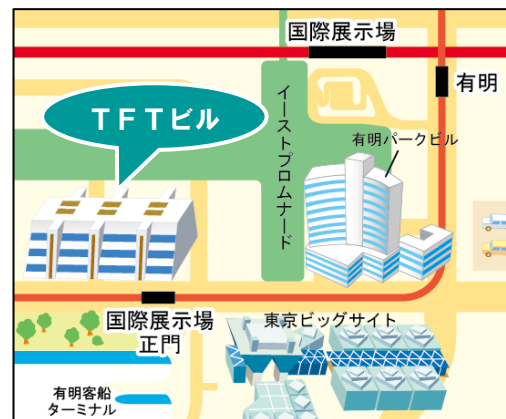 国際展示場
有明
TFTビル
イーストプロムナード
有明パークビル
国際展示場
正門
東京ビッグサイト
有明客船
ターミナル